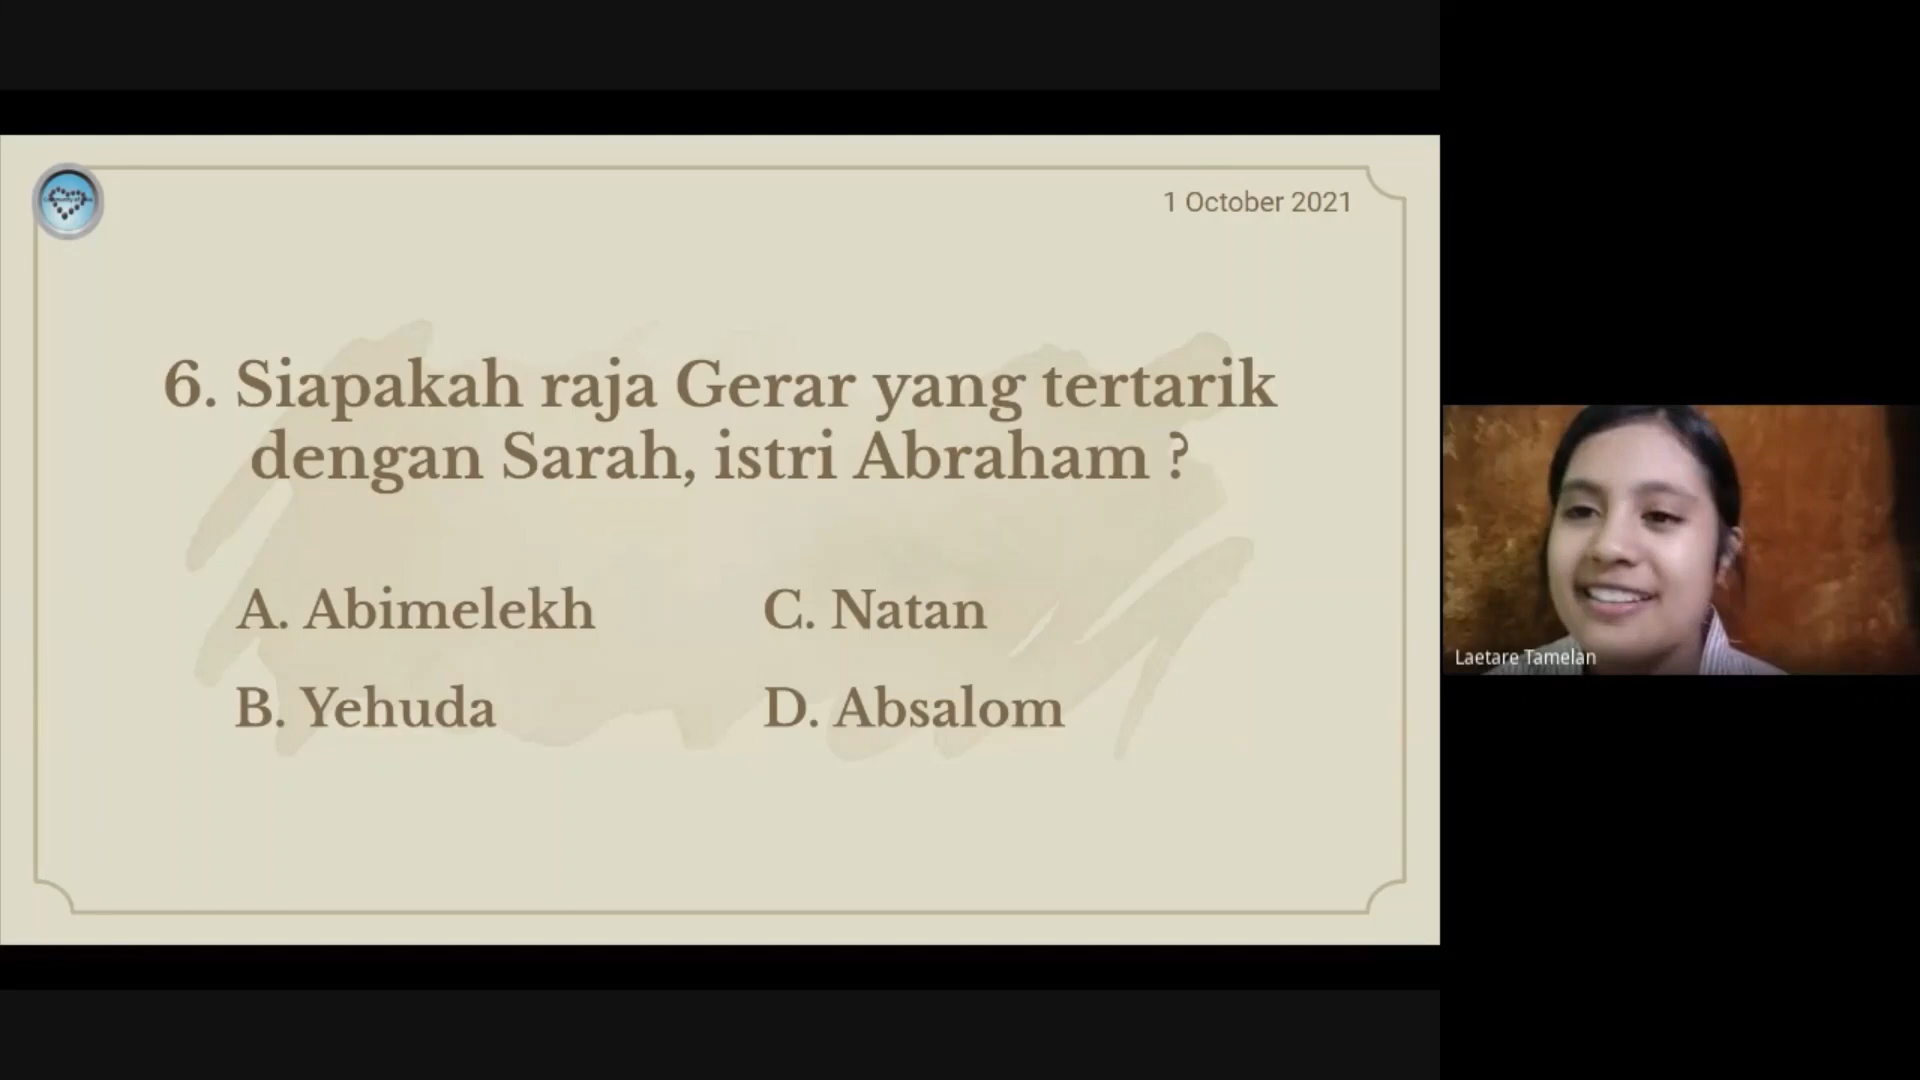 1 October 2021
6. Siapakah raja Gerar yang tertarik
dengan Sarah, istri Abraham ?
A. Abimelekh
C. Natan
B. Yehuda
D. Absalom
Laetare Tamelan